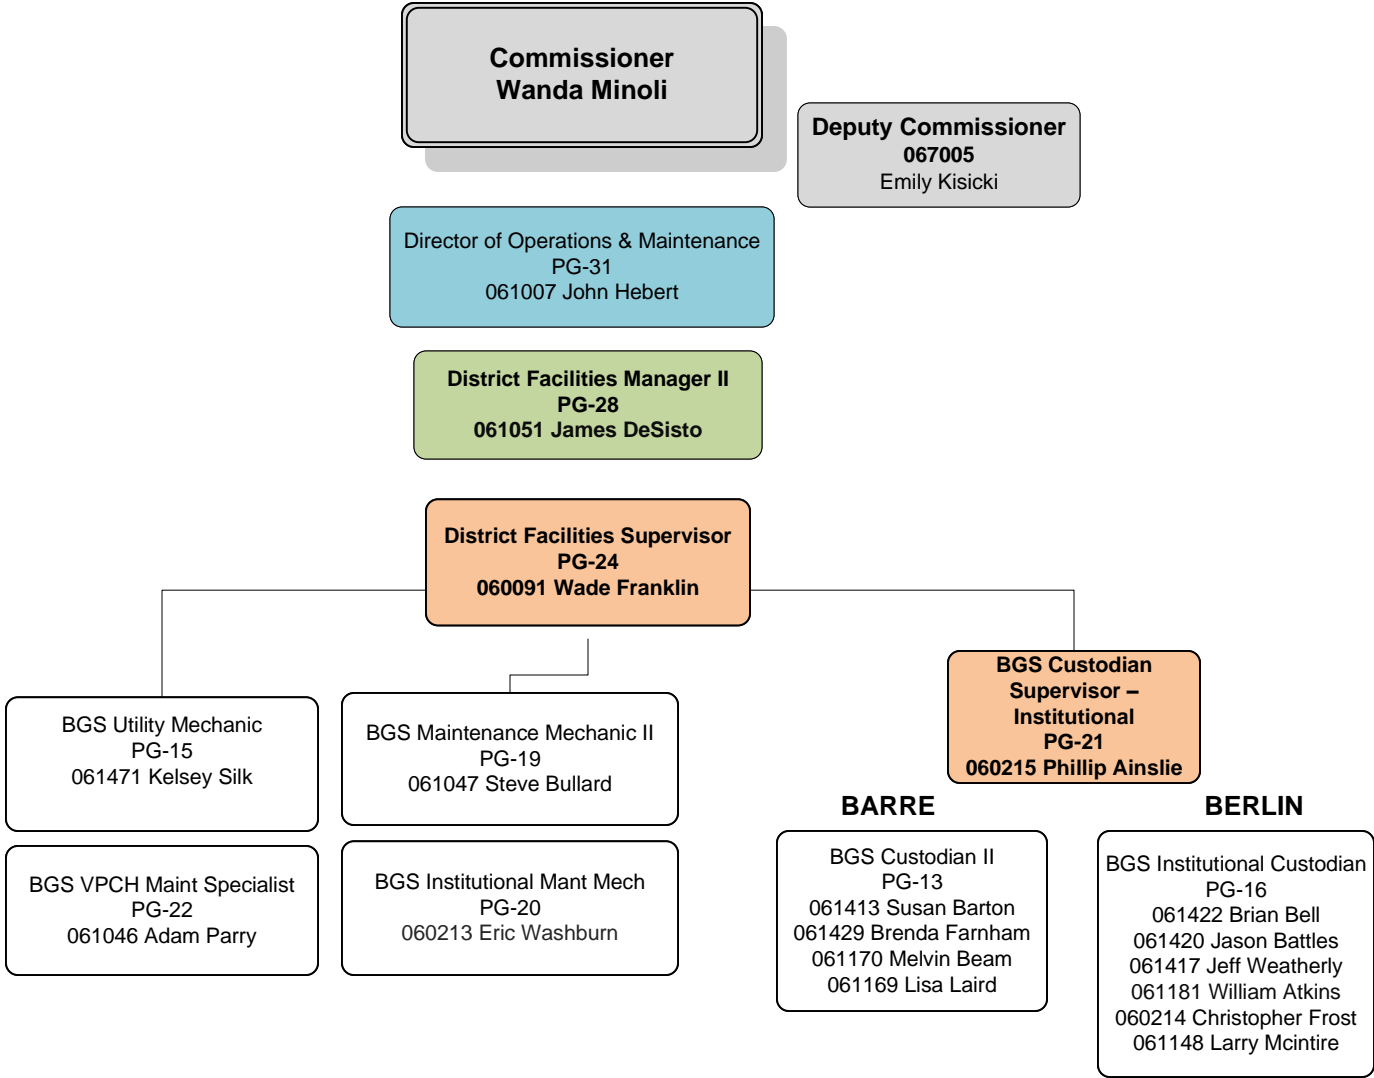 Commissioner
Wanda Minoli
Deputy Commissioner
067005
Emily Kisicki
Director of Operations & Maintenance
PG-31
061007 John Hebert
District Facilities Manager II
PG-28
061051 James DeSisto
District Facilities Supervisor
PG-24
060091 Wade Franklin
BGS Utility Mechanic
PG-15
061471 Kelsey Silk
BGS VPCH Maint Specialist
PG-22
061046 Adam Parry
BGS Maintenance Mechanic II
PG-19
061047 Steve Bullard
BGS Institutional Mant Mech
PG-20
060213 Eric Washburn
BGS Custodian
Supervisor –
Institutional
PG-21
060215 Phillip Ainslie
BARRE
BGS Custodian II
PG-13
061413 Susan Barton
061429 Brenda Farnham
061170 Melvin Beam
061169 Lisa Laird
BERLIN
BGS Institutional Custodian
PG-16
061422 Brian Bell
061420 Jason Battles
061417 Jeff Weatherly
061181 William Atkins
060214 Christopher Frost
061148 Larry Mcintire